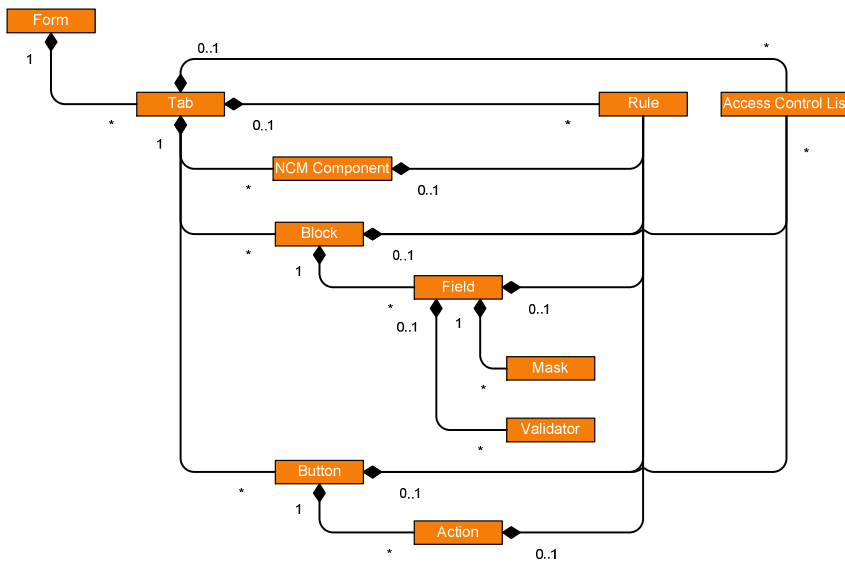 Form
1
0..1
*
Tab
Rule
Access Control Lis
*
0..1
*
1
*
NCM Component
*
0..1
Block
*
0..1
1
Field
*
0..1
1
0..1
Mask
*
Validator
*
Button
*
0..1
1
Action
*
0..1